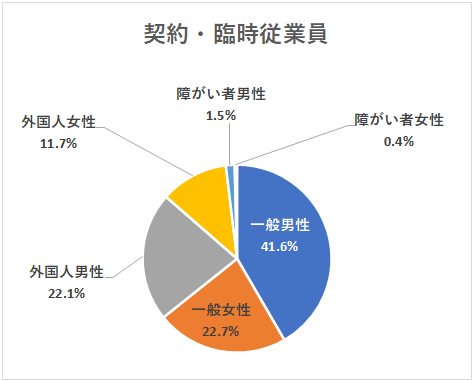 契約・臨時従業員
障がい者男性
1.5%
障がい者女性
0.4%
外国人女性
11.7%
一般男性
41.6%
外国人男性
22.1%
一般女性
22.7%